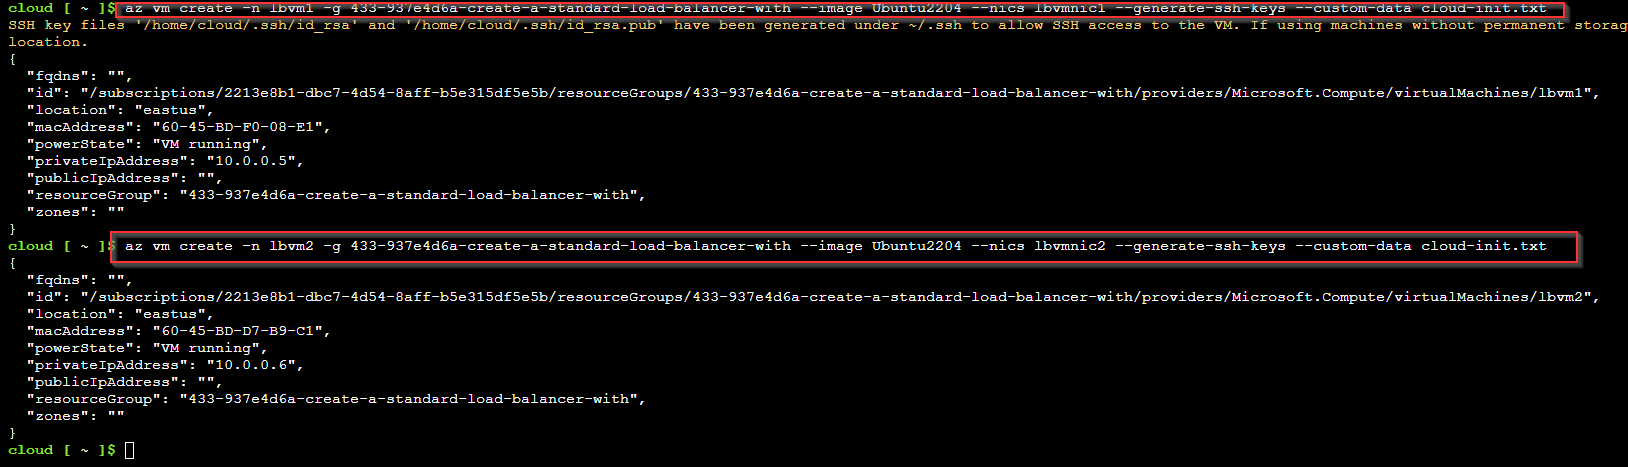 cloud [ ~ ]$ az vm create -n lbvm1 -g 433-937e4d6a-create-a-standard-load-balancer-with --image Ubuntu2204 --nics lbvmnic1 --generate-ssh-keys --custom-data cloud-init.txt
SSH key files '/home/cloud/.ssh/id_rsa' and '/home/cloud/.ssh/id_rsa.pub' have been generated under ~/.ssh to allow SSH access to the VM. If using machines without permanent storag
location.
{
  "fqdns": "",
  "id": "/subscriptions/2213e8b1-dbc7-4d54-8aff-b5e315df5e5b/resourceGroups/433-937e4d6a-create-a-standard-load-balancer-with/providers/Microsoft.Compute/virtualMachines/lbvm1",
  "location": "eastus",
  "macAddress": "60-45-BD-F0-08-E1",
  "powerState": "VM running",
  "privateIpAddress": "10.0.0.5",
  "publicIpAddress": "",
  "resourceGroup": "433-937e4d6a-create-a-standard-load-balancer-with",
  "zones": ""
}
cloud [ ~ ]$ az vm create -n lbvm2 -g 433-937e4d6a-create-a-standard-load-balancer-with --image Ubuntu2204 --nics lbvmnic2 --generate-ssh-keys --custom-data cloud-init.txt
{
  "fqdns": "",
  "id": "/subscriptions/2213e8b1-dbc7-4d54-8aff-b5e315df5e5b/resourceGroups/433-937e4d6a-create-a-standard-load-balancer-with/providers/Microsoft.Compute/virtualMachines/lbvm2",
  "location": "eastus",
  "macAddress": "60-45-BD-D7-B9-C1",
  "powerState": "VM running",
  "privateIpAddress": "10.0.0.6",
  "publicIpAddress": "",
  "resourceGroup": "433-937e4d6a-create-a-standard-load-balancer-with",
  "zones": ""
}
cloud [ ~ ]$